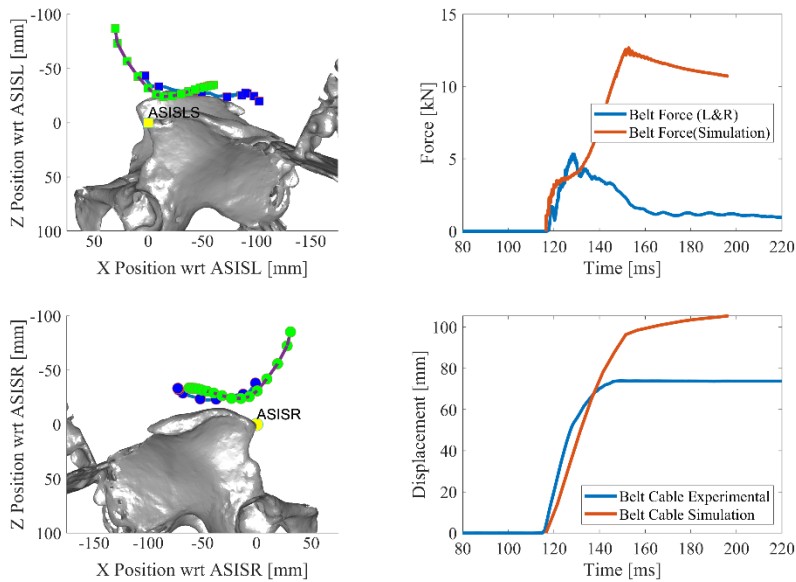 -100
-50
0
50
100
Z Position wrt ASISL [mm]
ASISLS
50 0 -50 -100 -150
X Position wrt ASISL [mm]
15
10
5
0
Force [kN]
Belt Force (L&R)
Belt Force(Simulation)
80 100 120 140 160 180 200 220
Time [ms]
-100
-50
0
50
100
Z Position wrt ASISR [mm]
ASISR
-150 -100 -50 0 50
X Position wrt ASISR [mm]
100
80
60
40
20
0
Displacement [mm]
Belt Cable Experimental
Belt Cable Simulation
80 100 120 140 160 180 200 220
Time [ms]